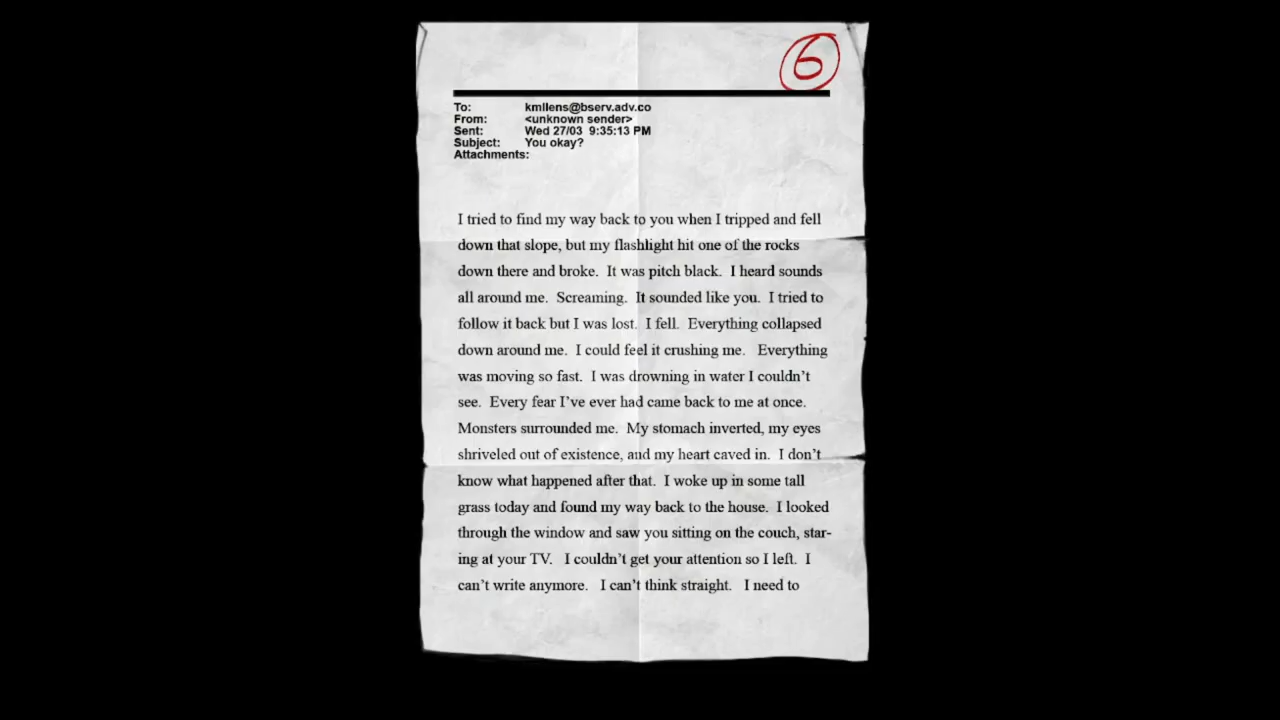 6
To: kmllens@bserv.adv.co
From: <unknown sender>
Sent: Wed 27/03 9:35:13 PM
Subject: You okay?
Attachments:
I tried to find my way back to you when I tripped and fell
down that slope, but my flashlight hit one of the rocks
down there and broke.  It was pitch black.  I heard sounds
all around me.  Screaming.  It sounded like you.  I tried to
follow it back but I was lost.  I fell.  Everything collapsed
down around me.  I could feel it crushing me.   Everything
was moving so fast.  I was drowning in water I couldn’t
see.  Every fear I’ve ever had came back to me at once.
Monsters surrounded me.  My stomach inverted, my eyes
shriveled out of existence, and my heart caved in.  I don’t
know what happened after that.  I woke up in some tall
grass today and found my way back to the house.  I looked
through the window and saw you sitting on the couch, star-
ing at your TV.   I couldn’t get your attention so I left.  I
can’t write anymore.   I can’t think straight.   I need to